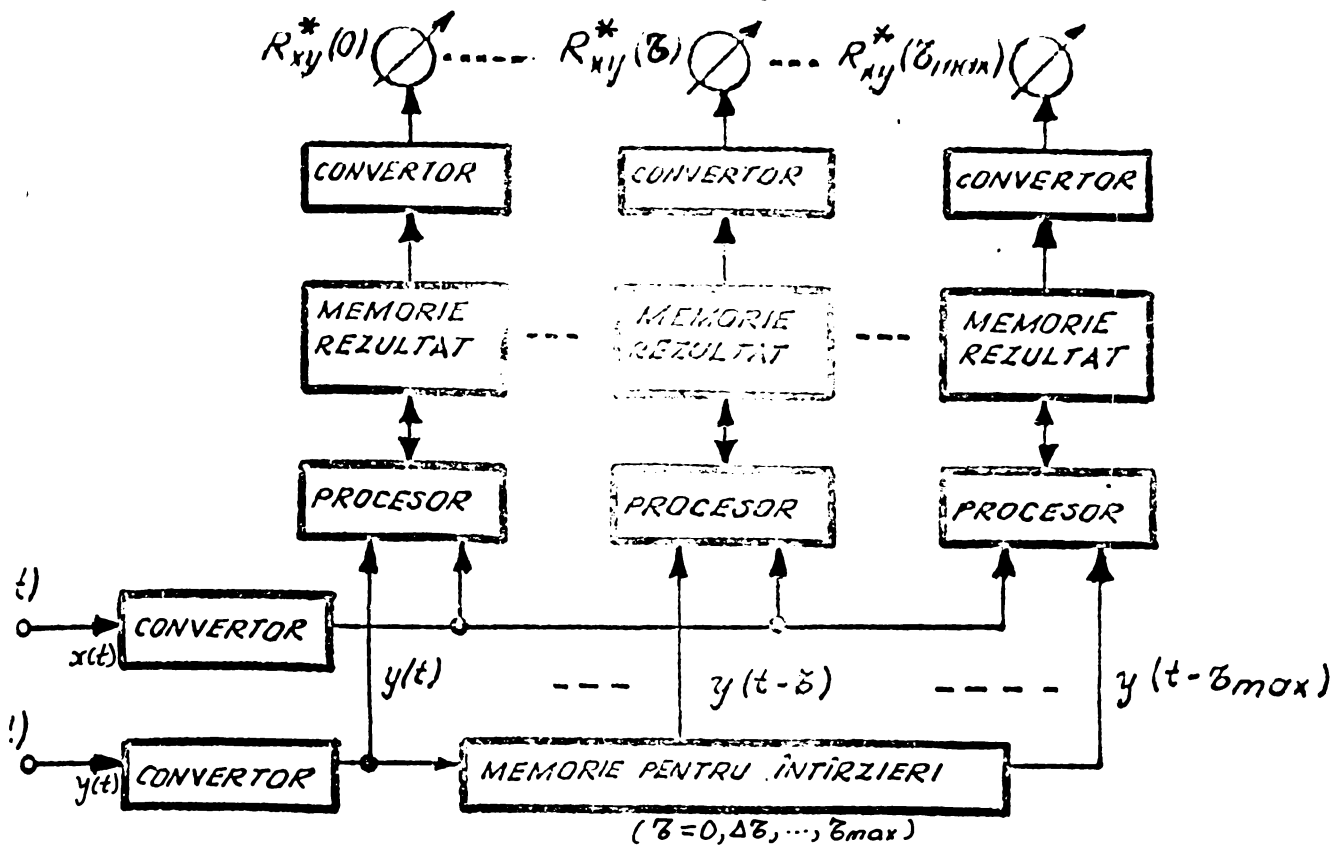 R*xy(0) ------ R*xy(τ) --- R*xy(τmax)
CONVERTOR CONVERTOR CONVERTOR
MEMORIE REZULTAT --- MEMORIE REZULTAT ---- MEMORIE REZULTAT
PROCESOR PROCESOR PROCESOR
t)
CONVERTOR
x(t)
y(t) --- y(t-τ) ---- y(t-τmax)
!)
CONVERTOR
y(t)
MEMORIE PENTRU ÎNTÎRZIERI
(τ=0, Δτ, ..., τmax)